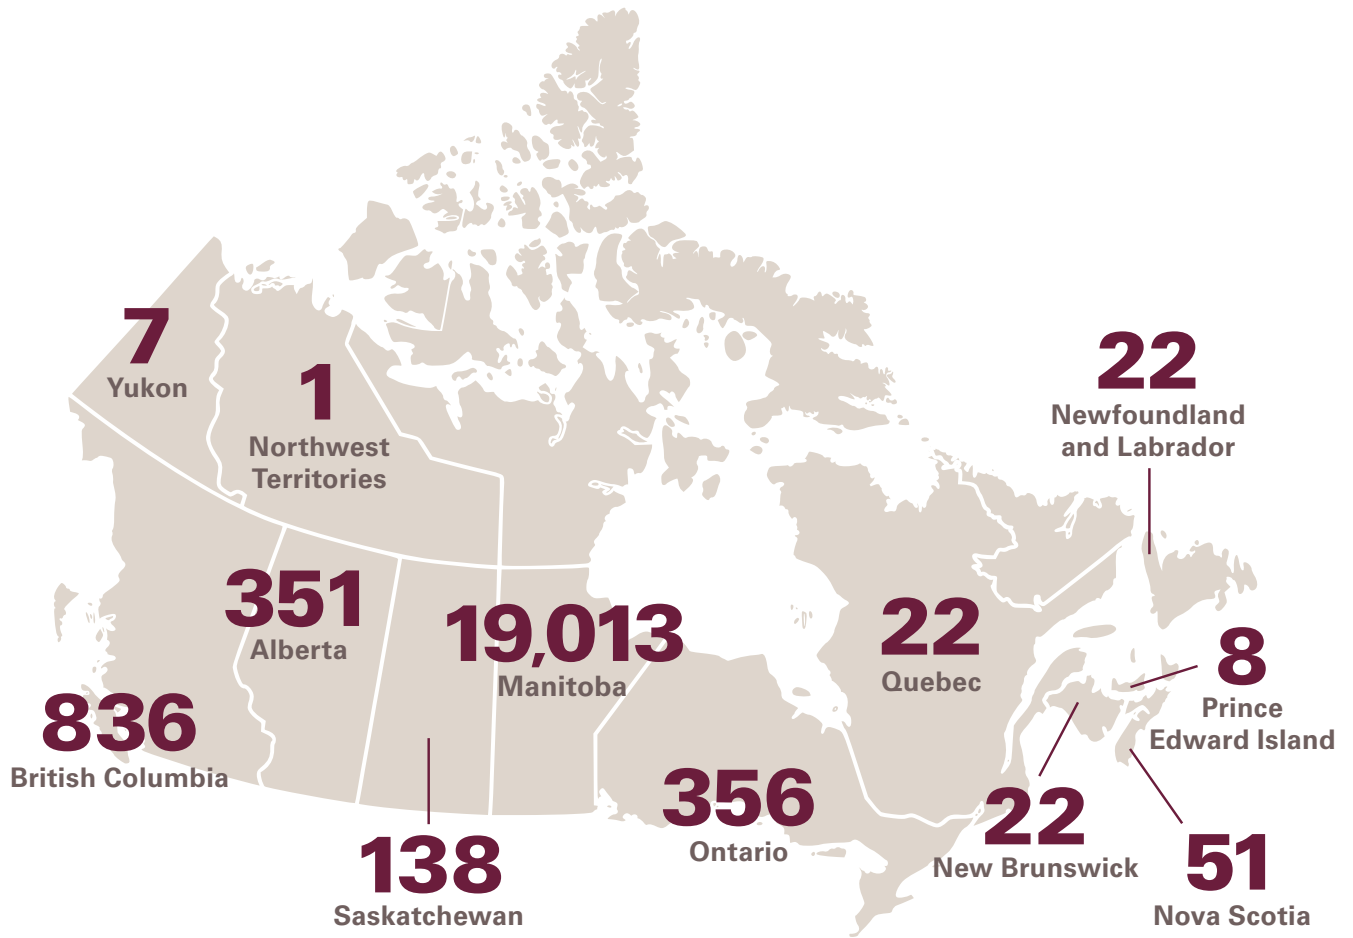 7
Yukon
1
Northwest
Territories
22
Newfoundland
and Labrador
351
Alberta
19,013
Manitoba
22
Quebec
8
Prince
Edward Island
836
British Columbia
356
Ontario
22
New Brunswick
138
Saskatchewan
51
Nova Scotia